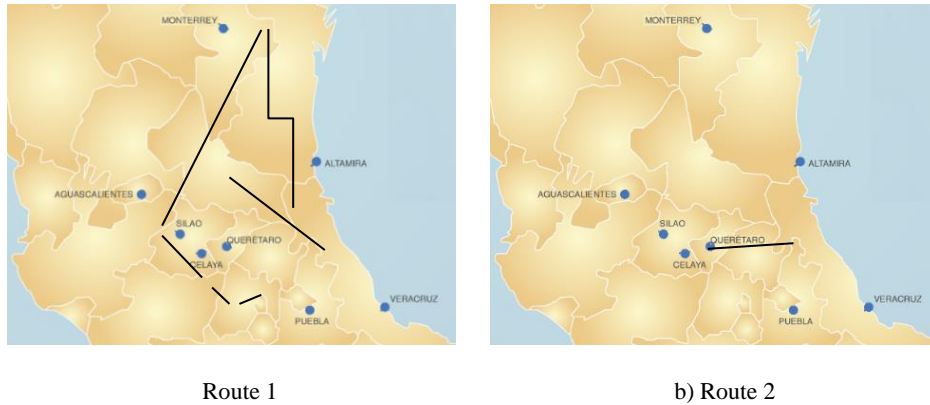 MONTERREY
ALTAMIRA
AGUASCALIENTES
SILAO
QUERÉTARO
CELAYA
VERACRUZ
PUEBLA
MONTERREY
ALTAMIRA
AGUASCALIENTES
SILAO
QUERÉTARO
CELAYA
VERACRUZ
PUEBLA
Route 1
b) Route 2